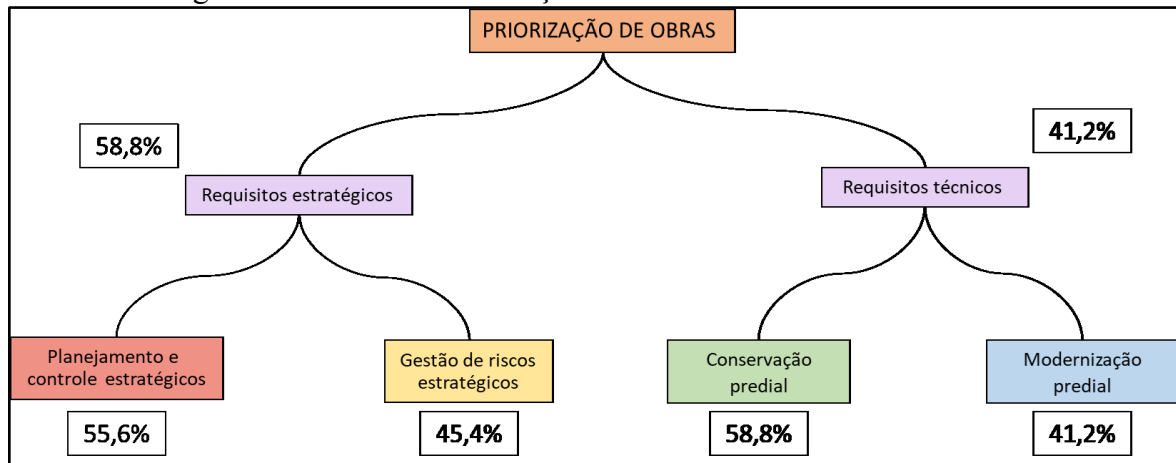 PRIORIZAÇÃO DE OBRAS
58,8%
41,2%
Requisitos estratégicos
Requisitos técnicos
Planejamento e
controle estratégicos
Gestão de riscos
estratégicos
Conservação
predial
Modernização
predial
55,6%
45,4%
58,8%
41,2%